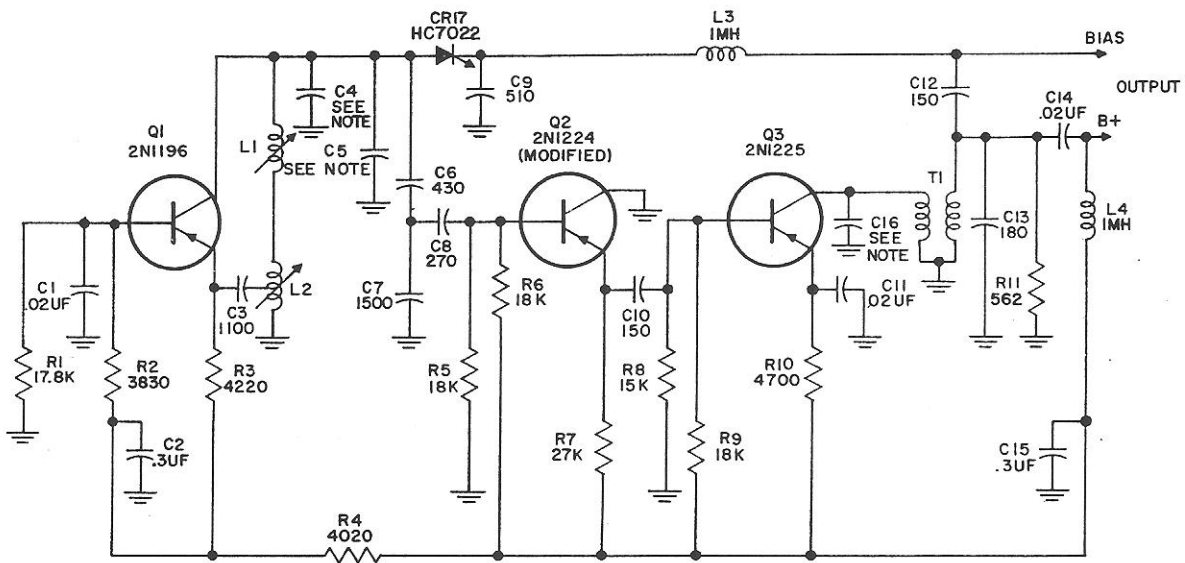 CR17
HC7022
L3
1MH
BIAS
C4
SEE
NOTE
C9
510
C12
150
OUTPUT
Q1
2N1196
L1
C5
SEE NOTE
Q2
2N1224
(MODIFIED)
Q3
2N1225
C14
.02UF
B+
C6
430
T1
C8
270
C16
SEE
NOTE
C13
180
L4
1MH
C1
.02UF
C3
1100
L2
C7
1500
R6
18K
C10
150
C11
.02UF
R11
562
R1
17.8K
R2
3830
R3
4220
R5
18K
R8
15K
R10
4700
C2
.3UF
R7
27K
R9
18K
C15
.3UF
R4
4020